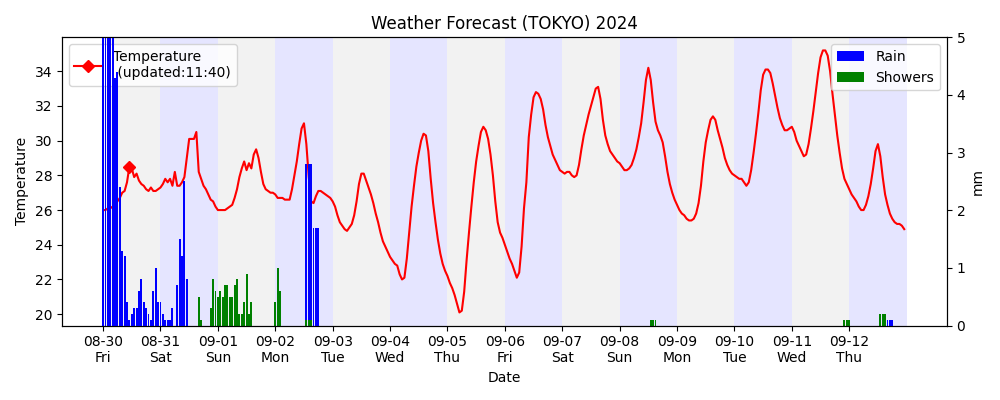 Weather Forecast (TOKYO) 2024
Temperature
(updated:11:40)
Rain
Showers
Temperature
34
32
30
28
26
24
22
20
5
4
3
2
1
0
mm
08-30 08-31 09-01 09-02 09-03 09-04 09-05 09-06 09-07 09-08 09-09 09-10 09-11 09-12
Fri Sat Sun Mon Tue Wed Thu Fri Sat Sun Mon Tue Wed Thu
Date